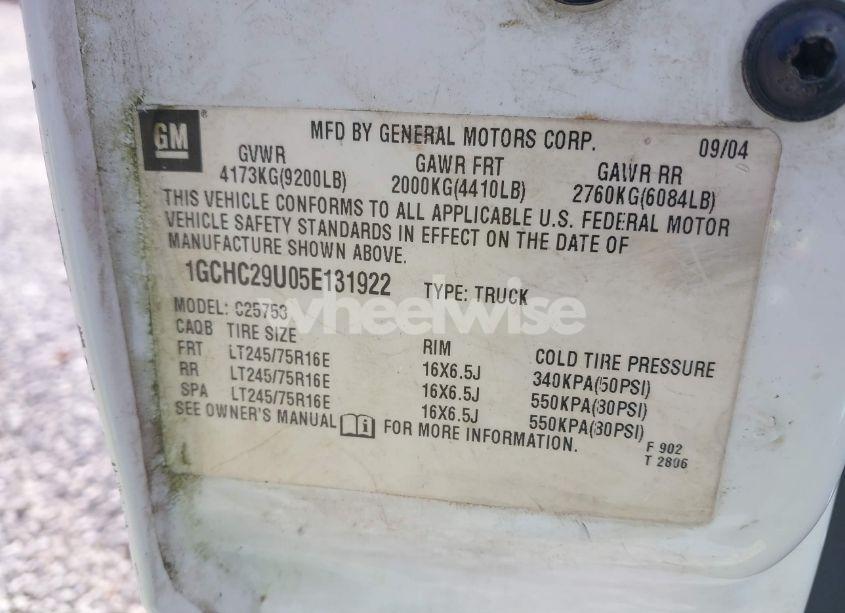 GM ®
MFD BY GENERAL MOTORS CORP. 09/04
GVWR GAWR FRT GAWR RR
4173KG(9200LB) 2000KG(4410LB) 2760KG(6084LB)
THIS VEHICLE CONFORMS TO ALL APPLICABLE U.S. FEDERAL MOTOR
VEHICLE SAFETY STANDARDS IN EFFECT ON THE DATE OF
MANUFACTURE SHOWN ABOVE.
1GCHC29U05E131922 TYPE: TRUCK
MODEL: C25753
wheelwise
CAQB TIRE SIZE RIM COLD TIRE PRESSURE
FRT LT245/75R16E 16X6.5J 340KPA(50PSI)
RR LT245/75R16E 16X6.5J 550KPA(80PSI)
SPA LT245/75R16E 16X6.5J 550KPA(80PSI)
SEE OWNER'S MANUAL FOR MORE INFORMATION.
F 902
T 2806